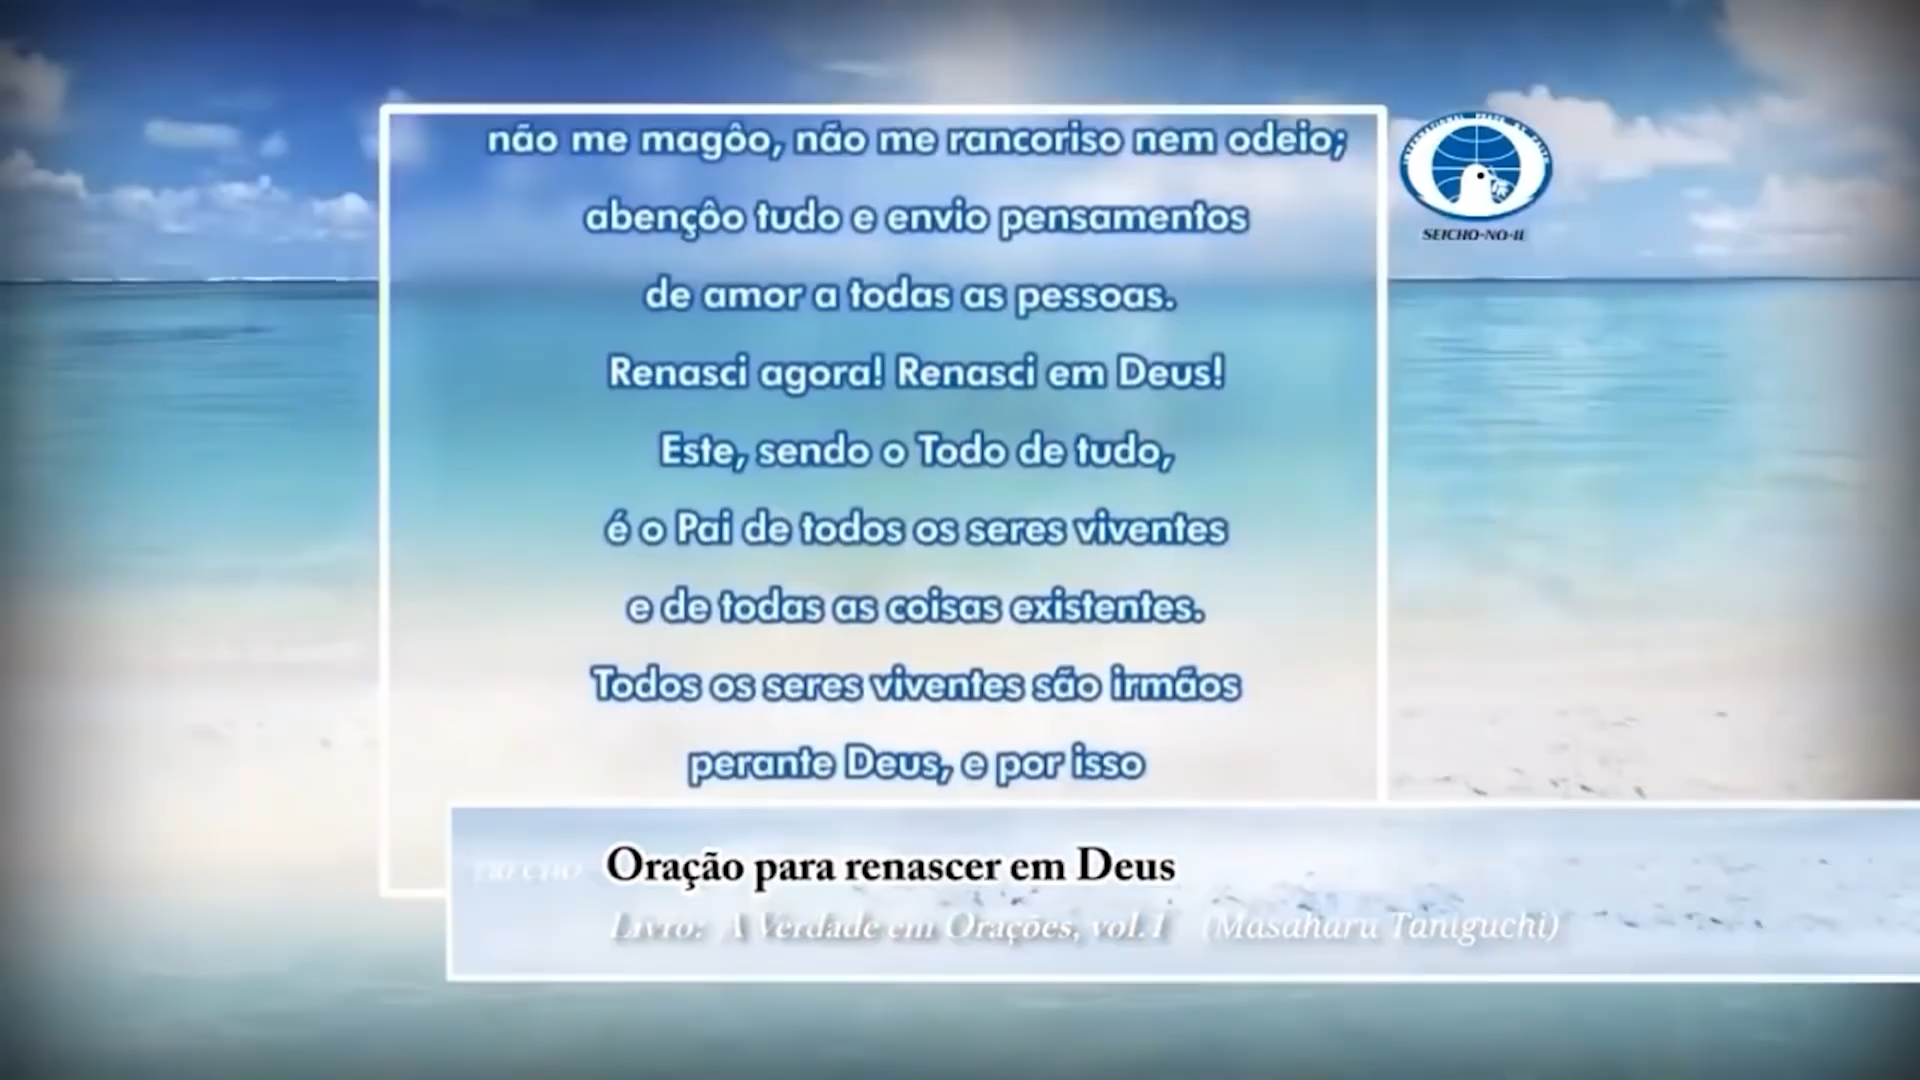 não me magôo, não me rancoriso nem odeio;
abençôo tudo e envio pensamentos
de amor a todas as pessoas.
Renasci agora! Renasci em Deus!
Este, sendo o Todo de tudo,
é o Pai de todos os seres viventes
e de todas as coisas existentes.
Todos os seres viventes são irmãos
perante Deus, e por isso
SEICHO-NO-IE
TRECHO Oração para renascer em Deus
Livro: A Verdade em Orações, vol.1 (Masaharu Taniguchi)